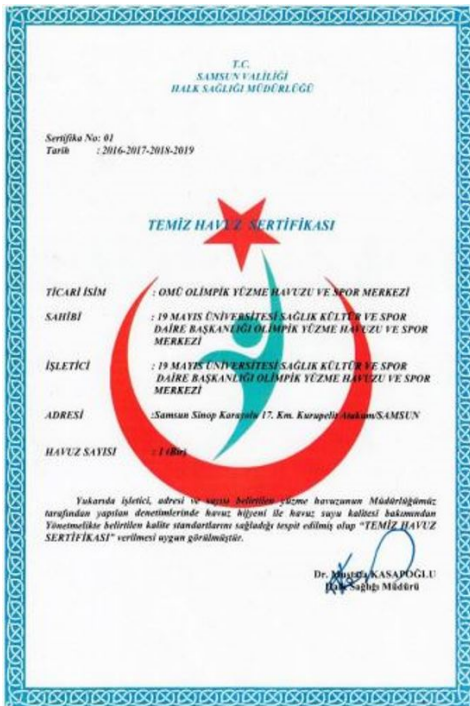 T.C.
SAMSUN VALİLİĞİ
HALK SAĞLIĞI MÜDÜRLÜĞÜ
Sertifika No: 01
Tarih : 2016-2017-2018-2019
TEMİZ HAVUZ SERTİFİKASI
TİCARİ İSİM : OMÜ OLİMPİK YÜZME HAVUZU VE SPOR MERKEZİ
SAHİBİ : 19 MAYIS ÜNİVERSİTESİ SAĞLIK KÜLTÜR VE SPOR
DAİRE BAŞKANLIĞI OLİMPİK YÜZME HAVUZU VE SPOR
MERKEZİ
İŞLETİCİ : 19 MAYIS ÜNİVERSİTESİ SAĞLIK KÜLTÜR VE SPOR
DAİRE BAŞKANLIĞI OLİMPİK YÜZME HAVUZU VE SPOR
MERKEZİ
ADRESİ :Samsun Sinop Karayolu 17. Km. Kurupelit Atakum/SAMSUN
HAVUZ SAYISI : 1 (Bir)
Yukarıda işletici, adresi ve sayısı belirtilen yüzme havuzunun Müdürlüğümüz
tarafından yapılan denetimlerinde havuz hijyeni ile havuz suyu kalitesi bakımından
Yönetmelikte belirtilen kalite standartlarını sağladığı tespit edilmiş olup "TEMİZ HAVUZ
SERTİFİKASI" verilmesi uygun görülmüştür.
Dr. Mustafa KASAPOĞLU
Halk Sağlığı Müdürü